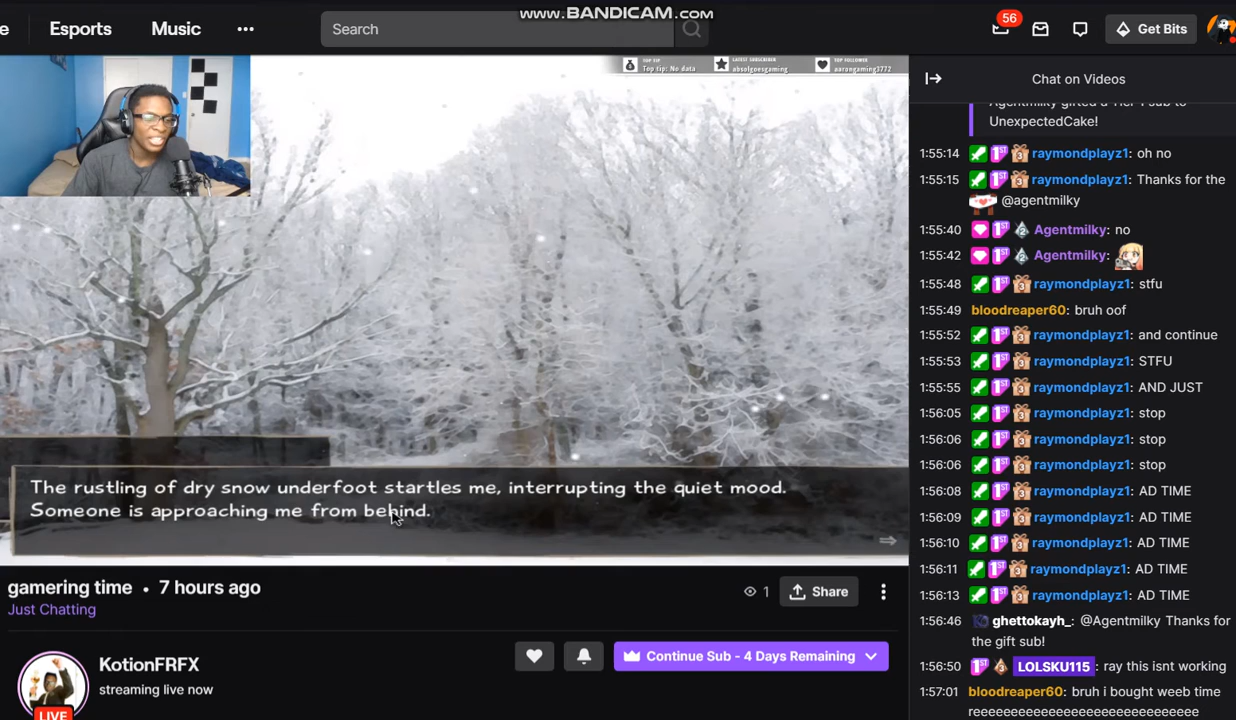 www.BANDICAM.com
e Esports Music ••• Search 56 Get Bits
TOP TIP LATEST SUBSCRIBER TOP FOLLOWER
Top tip: No data absolgoesgaming aarongaming3772
The rustling of dry snow underfoot startles me, interrupting the quiet mood.
Someone is approaching me from behind.
gamering time • 7 hours ago
1 Share
Just Chatting
KotionFRFX
streaming live now
LIVE
Continue Sub - 4 Days Remaining
Chat on Videos
Agentmilky gifted a Tier 1 sub to
UnexpectedCake!
1:55:14 raymondplayz1: oh no
1:55:15 raymondplayz1: Thanks for the
@agentmilky
1:55:40 Agentmilky: no
1:55:42 Agentmilky:
1:55:48 raymondplayz1: stfu
1:55:49 bloodreaper60: bruh oof
1:55:52 raymondplayz1: and continue
1:55:53 raymondplayz1: STFU
1:55:55 raymondplayz1: AND JUST
1:56:05 raymondplayz1: stop
1:56:06 raymondplayz1: stop
1:56:06 raymondplayz1: stop
1:56:08 raymondplayz1: AD TIME
1:56:09 raymondplayz1: AD TIME
1:56:10 raymondplayz1: AD TIME
1:56:11 raymondplayz1: AD TIME
1:56:13 raymondplayz1: AD TIME
1:56:46 ghettokayh_: @Agentmilky Thanks for
the gift sub!
1:56:50 LOLSKU115: ray this isnt working
1:57:01 bloodreaper60: bruh i bought weeb time
reeeeeeeeeeeeeeeeeeeeeeeeeeeee